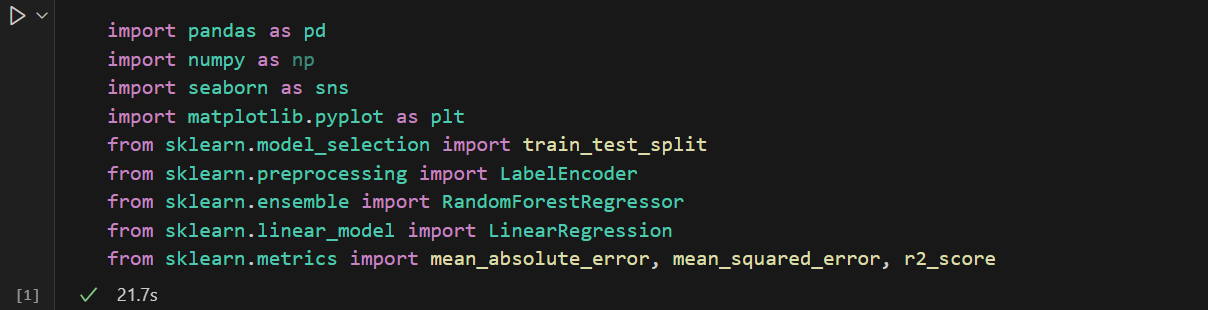 import pandas as pd
import numpy as np
import seaborn as sns
import matplotlib.pyplot as plt
from sklearn.model_selection import train_test_split
from sklearn.preprocessing import LabelEncoder
from sklearn.ensemble import RandomForestRegressor
from sklearn.linear_model import LinearRegression
from sklearn.metrics import mean_absolute_error, mean_squared_error, r2_score
[1] 21.7s